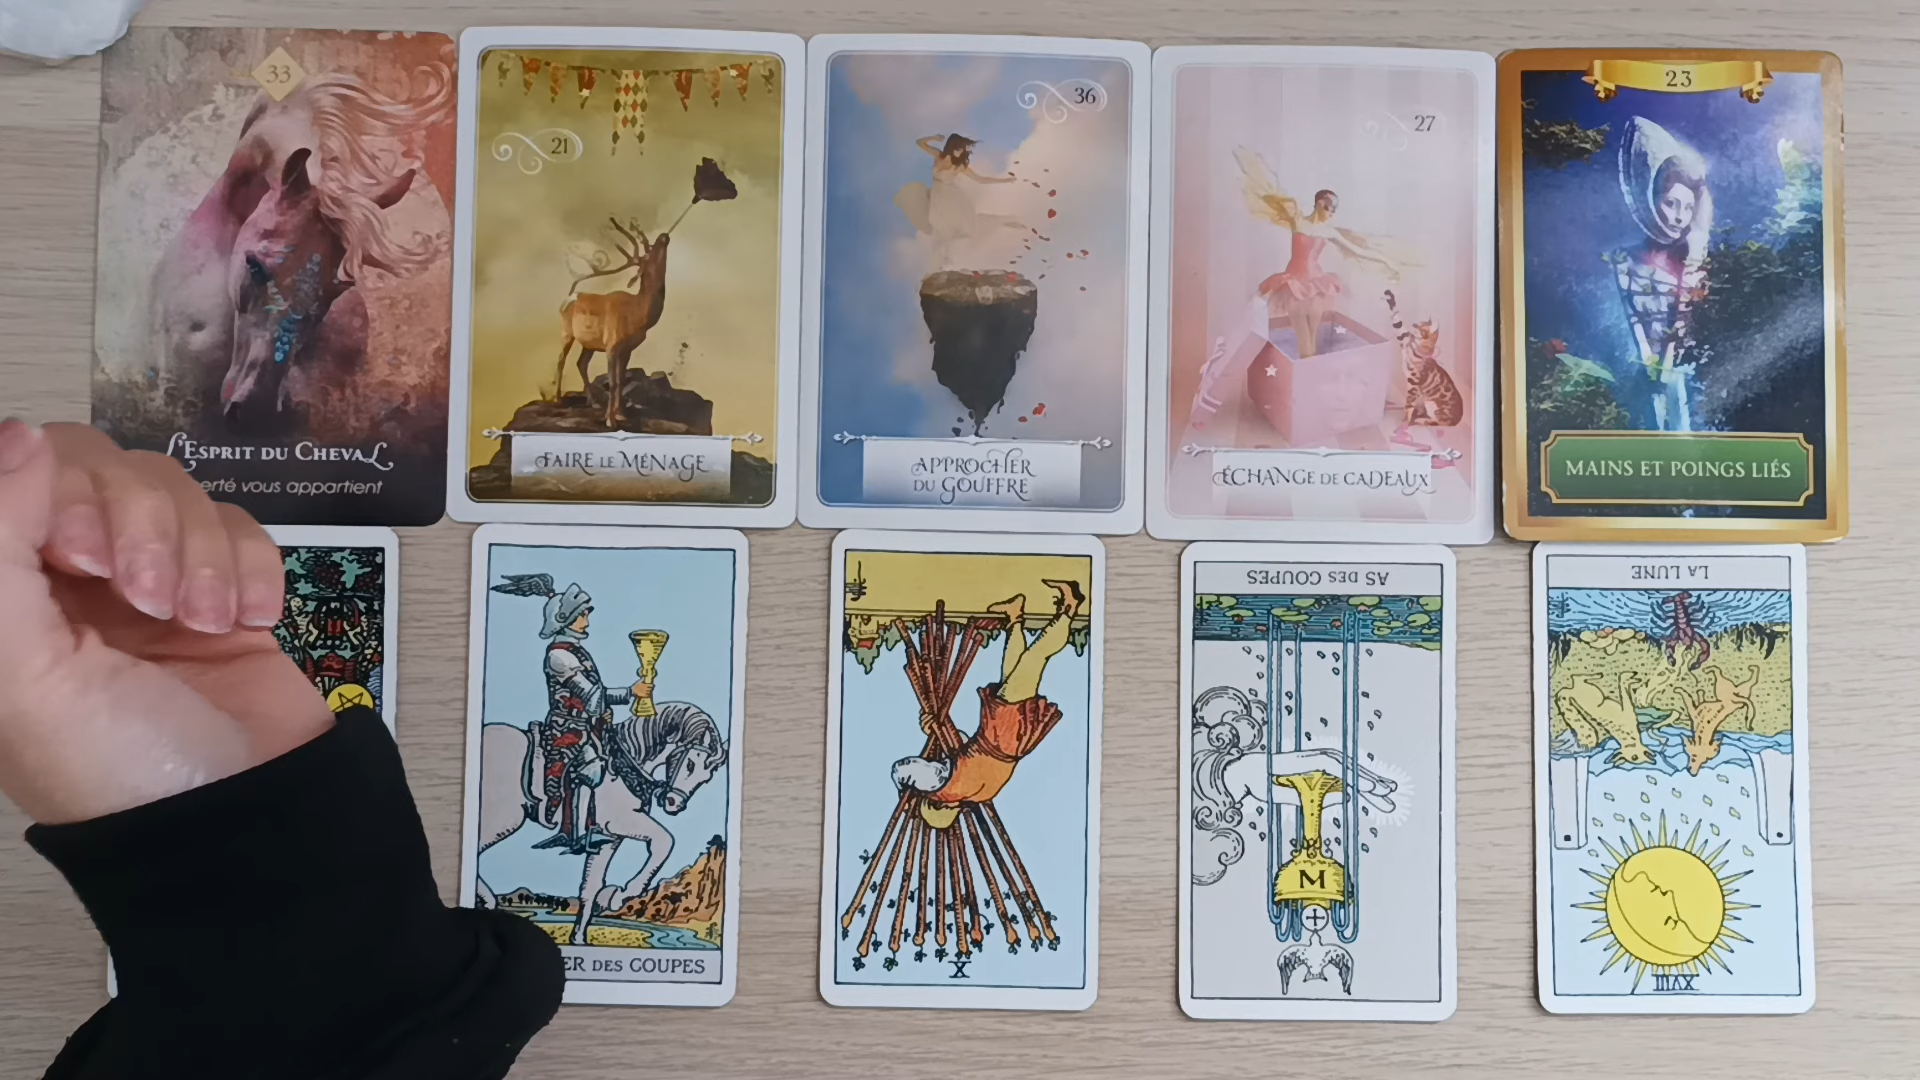 33
L'ESPRIT DU CHEVAL
erté vous appartient
21
FAIRE LE MÉNAGE
36
APPROCHER
DU GOUFFRE
27
ÉCHANGE DE CADEAUX
23
MAINS ET POINGS LIÉS
ER DES COUPES
X
AS DES COUPES
M
LA LUNE
XVIII